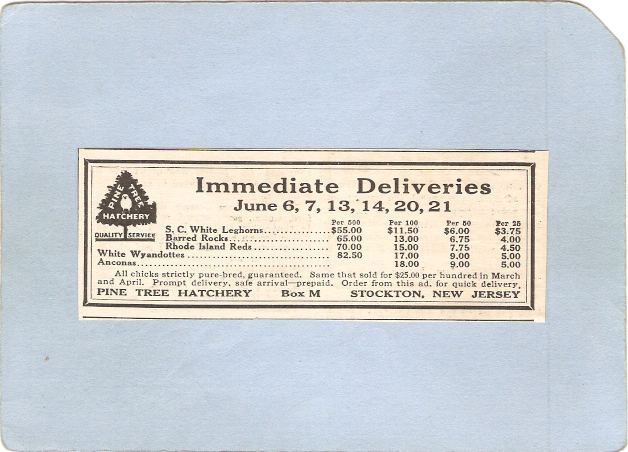 PINE TREE
HATCHERY
QUALITY SERVICE
Immediate Deliveries
June 6, 7, 13, 14, 20, 21
Per 500 Per 100 Per 50 Per 25
S. C. White Leghorns.................... $55.00 $11.50 $6.00 $3.75
Barred Rocks........................... 65.00 13.00 6.75 4.00
Rhode Island Reds...................... 70.00 15.00 7.75 4.50
White Wyandottes....................... 82.50 17.00 9.00 5.00
Anconas................................ 18.00 9.00 5.00
All chicks strictly pure-bred, guaranteed. Same that sold for $25.00 per hundred in March
and April. Prompt delivery, safe arrival—prepaid. Order from this ad. for quick delivery.
PINE TREE HATCHERY Box M STOCKTON, NEW JERSEY